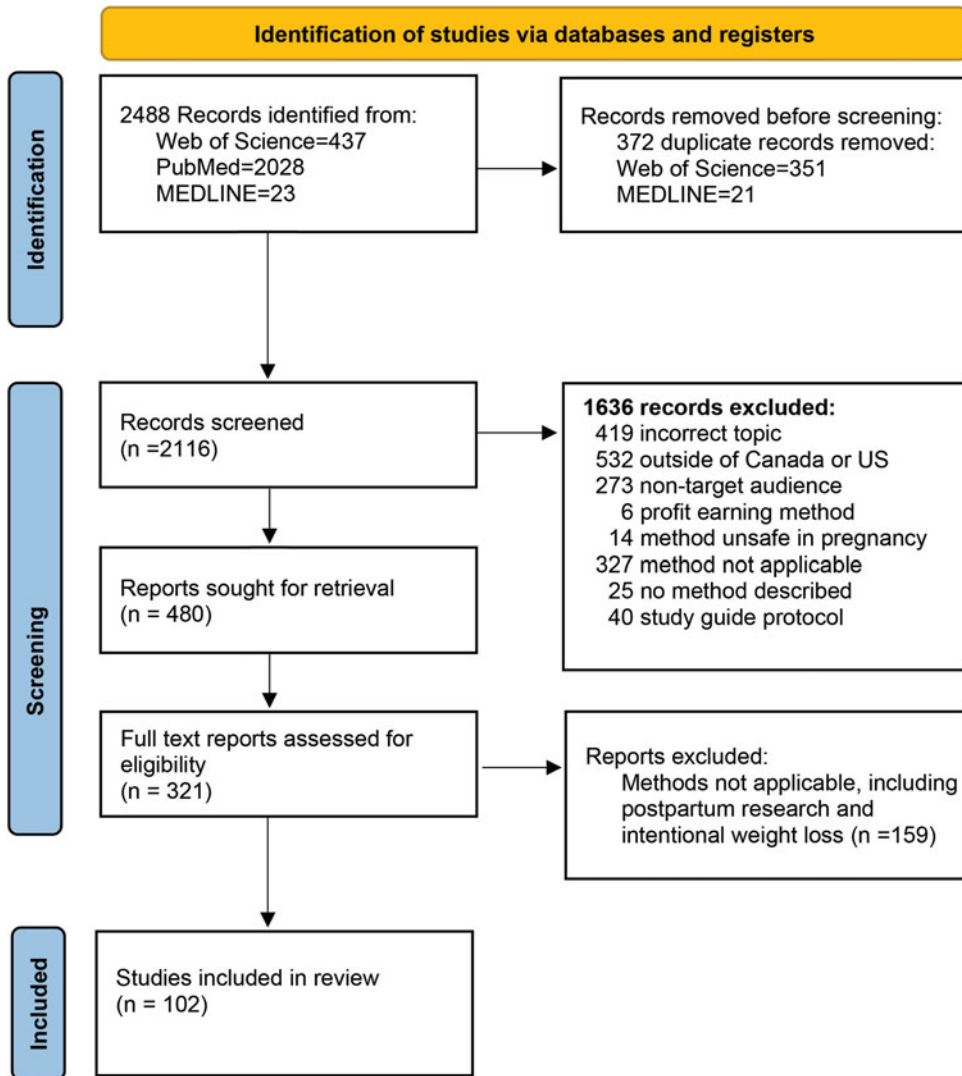 Identification of studies via databases and registers
Identification
2488 Records identified from:
Web of Science=437
PubMed=2028
MEDLINE=23
Records removed before screening:
372 duplicate records removed:
Web of Science=351
MEDLINE=21
Screening
Records screened
(n =2116)
1636 records excluded:
419 incorrect topic
532 outside of Canada or US
273 non-target audience
6 profit earning method
14 method unsafe in pregnancy
327 method not applicable
25 no method described
40 study guide protocol
Reports sought for retrieval
(n = 480)
Full text reports assessed for
eligibility
(n = 321)
Reports excluded:
Methods not applicable, including
postpartum research and
intentional weight loss (n =159)
Included
Studies included in review
(n = 102)